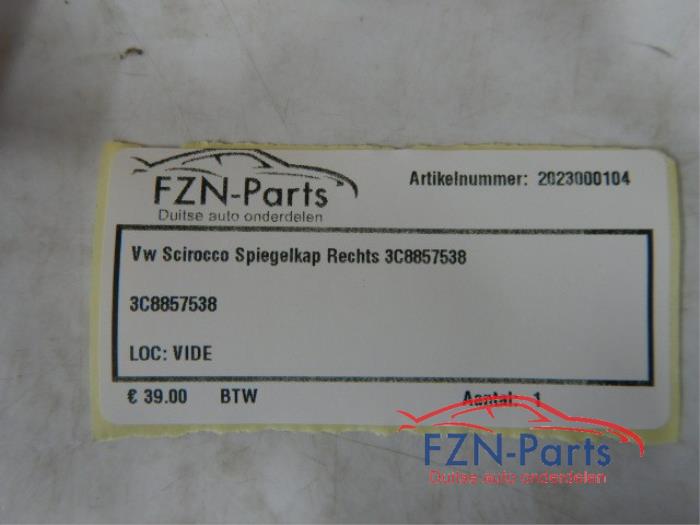 FZN-Parts
Duitse auto onderdelen
Artikelnummer: 2023000104
Vw Scirocco Spiegelkap Rechts 3C8857538
3C8857538
LOC: VIDE
€ 39.00 BTW Aantal: 1
FZN-Parts
Duitse auto onderdelen